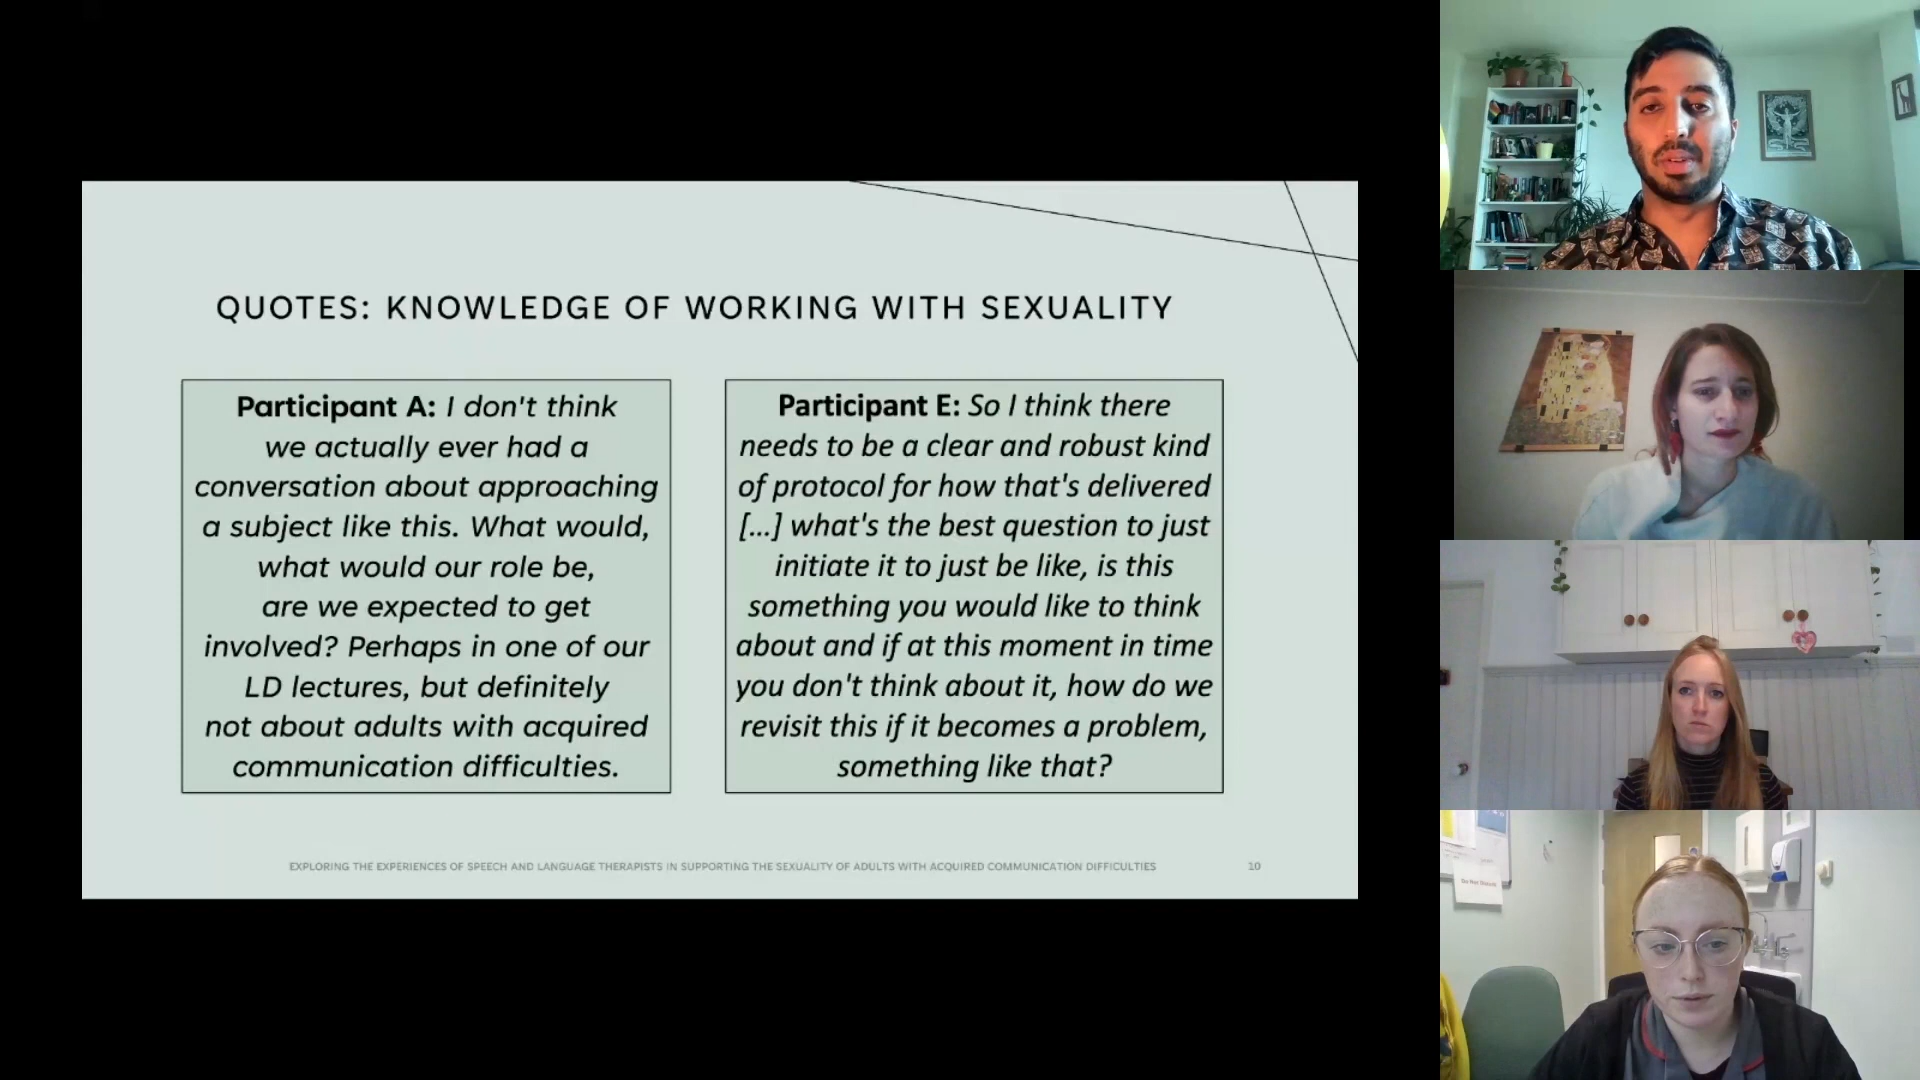 QUOTES: KNOWLEDGE OF WORKING WITH SEXUALITY
Participant A: I don't think
we actually ever had a
conversation about approaching
a subject like this. What would,
what would our role be,
are we expected to get
involved? Perhaps in one of our
LD lectures, but definitely
not about adults with acquired
communication difficulties.
Participant E: So I think there
needs to be a clear and robust kind
of protocol for how that's delivered
[...] what's the best question to just
initiate it to just be like, is this
something you would like to think
about and if at this moment in time
you don't think about it, how do we
revisit this if it becomes a problem,
something like that?
EXPLORING THE EXPERIENCES OF SPEECH AND LANGUAGE THERAPISTS IN SUPPORTING THE SEXUALITY OF ADULTS WITH ACQUIRED COMMUNICATION DIFFICULTIES
10